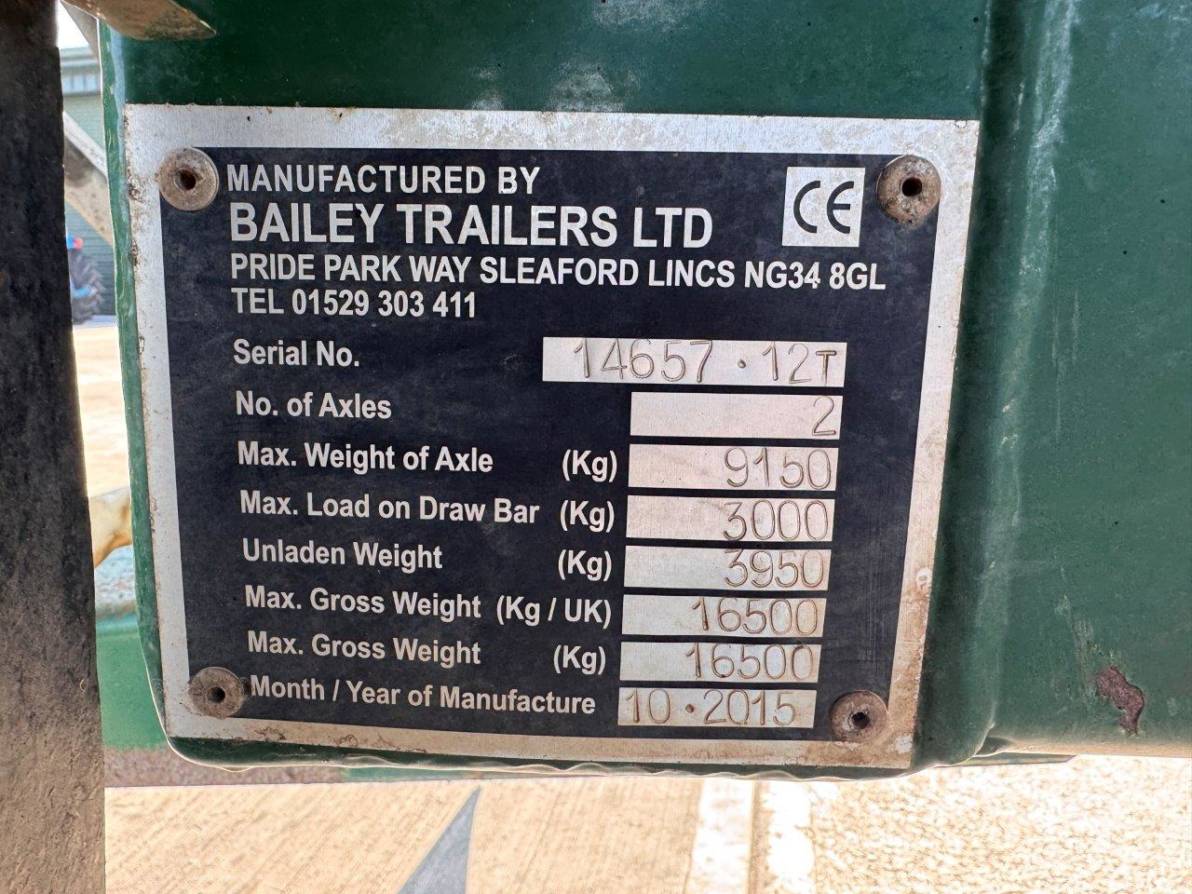 MANUFACTURED BY
CE
BAILEY TRAILERS LTD
PRIDE PARK WAY SLEAFORD LINCS NG34 8GL
TEL 01529 303 411
Serial No. 14657 · 12T
No. of Axles 2
Max. Weight of Axle (Kg) 9150
Max. Load on Draw Bar (Kg) 3000
Unladen Weight (Kg) 3950
Max. Gross Weight (Kg / UK) 16500
Max. Gross Weight (Kg) 16500
Month / Year of Manufacture 10 · 2015